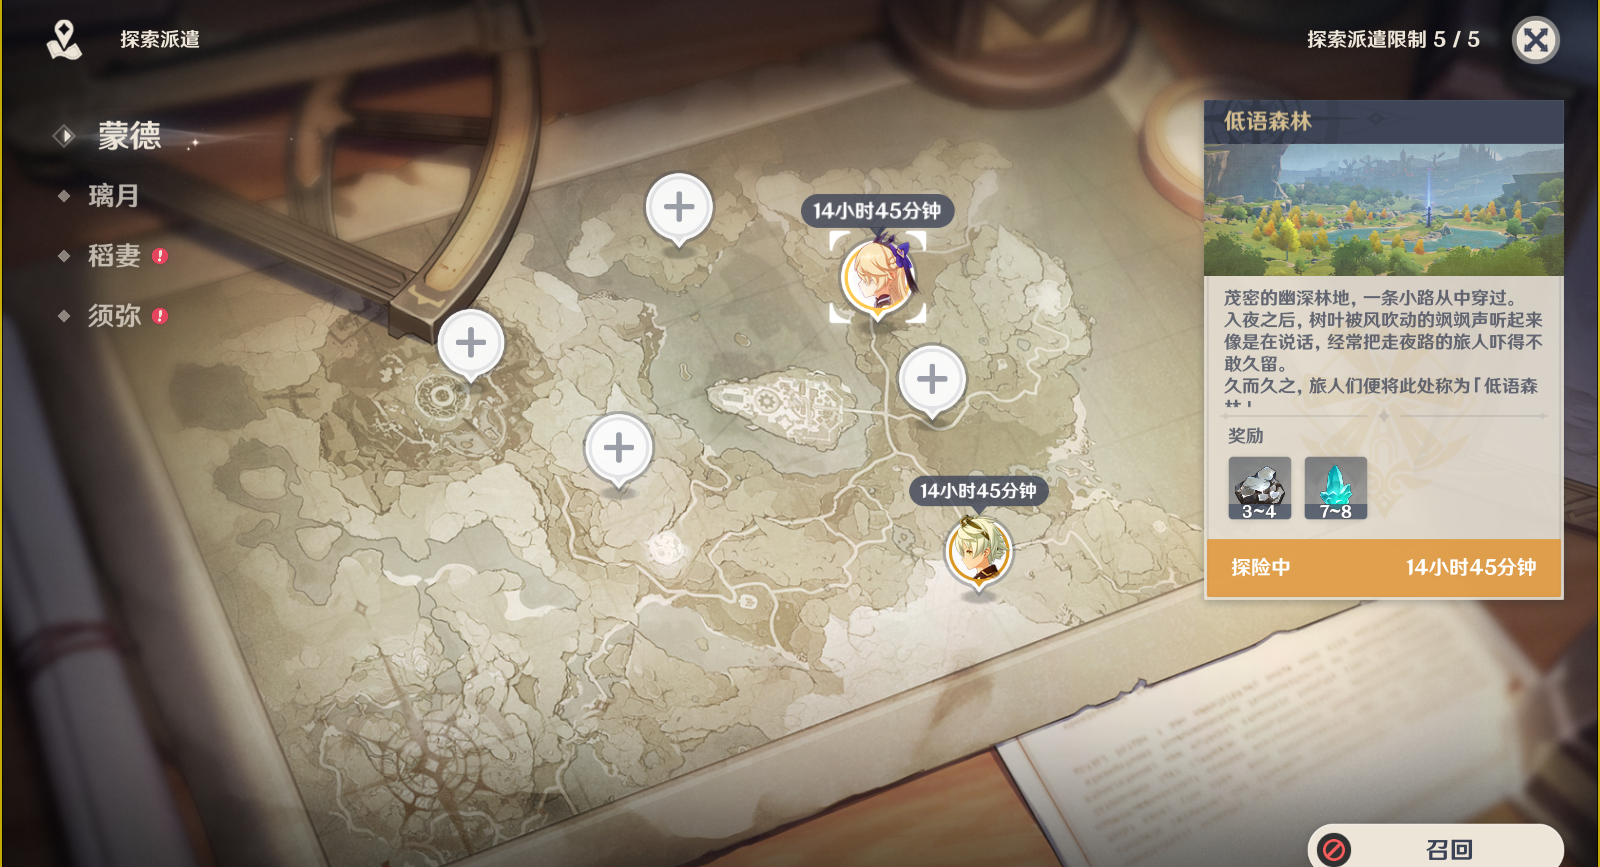 探索派遣
探索派遣限制 5 / 5
蒙德
璃月
稻妻
须弥
14小时45分钟
14小时45分钟
低语森林
茂密的幽深林地，一条小路从中穿过。
入夜之后，树叶被风吹动的飒飒声听起来
像是在说话，经常把走夜路的旅人吓得不
敢久留。
久而久之，旅人们便将此处称为「低语森
奖励
3~4
7~8
探险中
14小时45分钟
召回